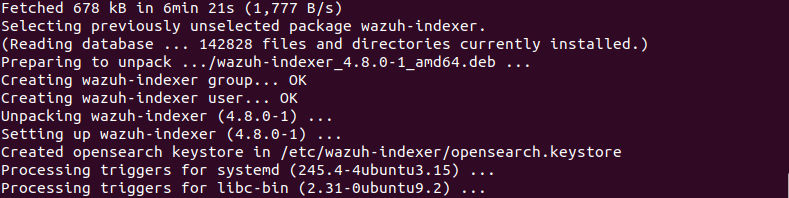 Fetched 678 kB in 6min 21s (1,777 B/s)
Selecting previously unselected package wazuh-indexer.
(Reading database ... 142828 files and directories currently installed.)
Preparing to unpack .../wazuh-indexer_4.8.0-1_amd64.deb ...
Creating wazuh-indexer group... OK
Creating wazuh-indexer user... OK
Unpacking wazuh-indexer (4.8.0-1) ...
Setting up wazuh-indexer (4.8.0-1) ...
Created opensearch keystore in /etc/wazuh-indexer/opensearch.keystore
Processing triggers for systemd (245.4-4ubuntu3.15) ...
Processing triggers for libc-bin (2.31-0ubuntu9.2) ...